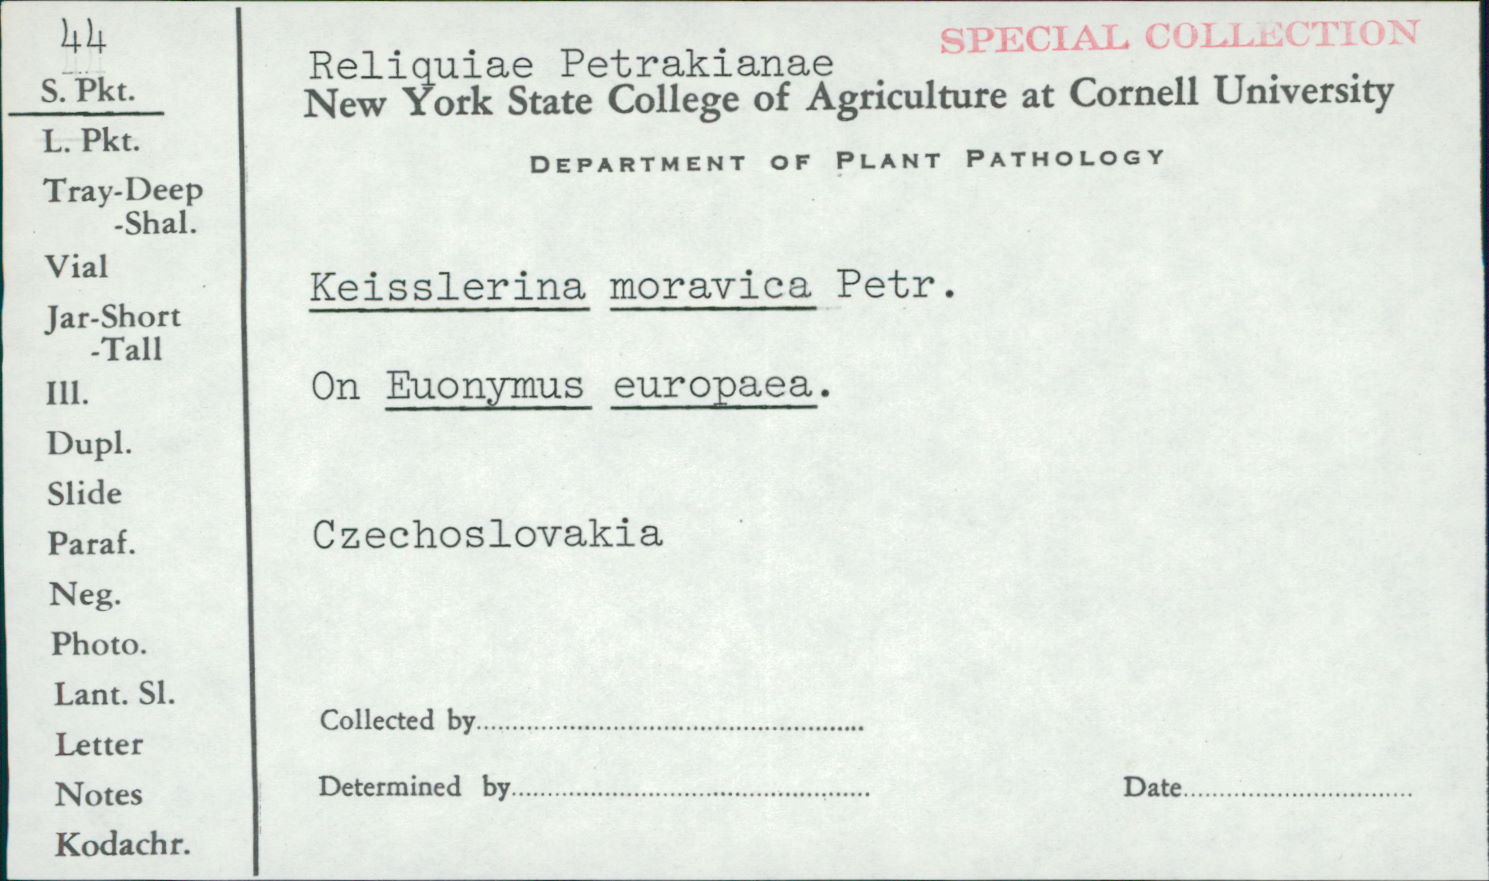 44
S. Pkt.
L. Pkt.
Tray-Deep
-Shal.
Vial
Jar-Short
-Tall
Ill.
Dupl.
Slide
Paraf.
Neg.
Photo.
Lant. Sl.
Letter
Notes
Kodachr.
SPECIAL COLLECTION
Reliquiae Petrakianae
New York State College of Agriculture at Cornell University
DEPARTMENT OF PLANT PATHOLOGY
Keisslerina moravica Petr.
On Euonymus europaea.
Czechoslovakia
Collected by
Determined by
Date